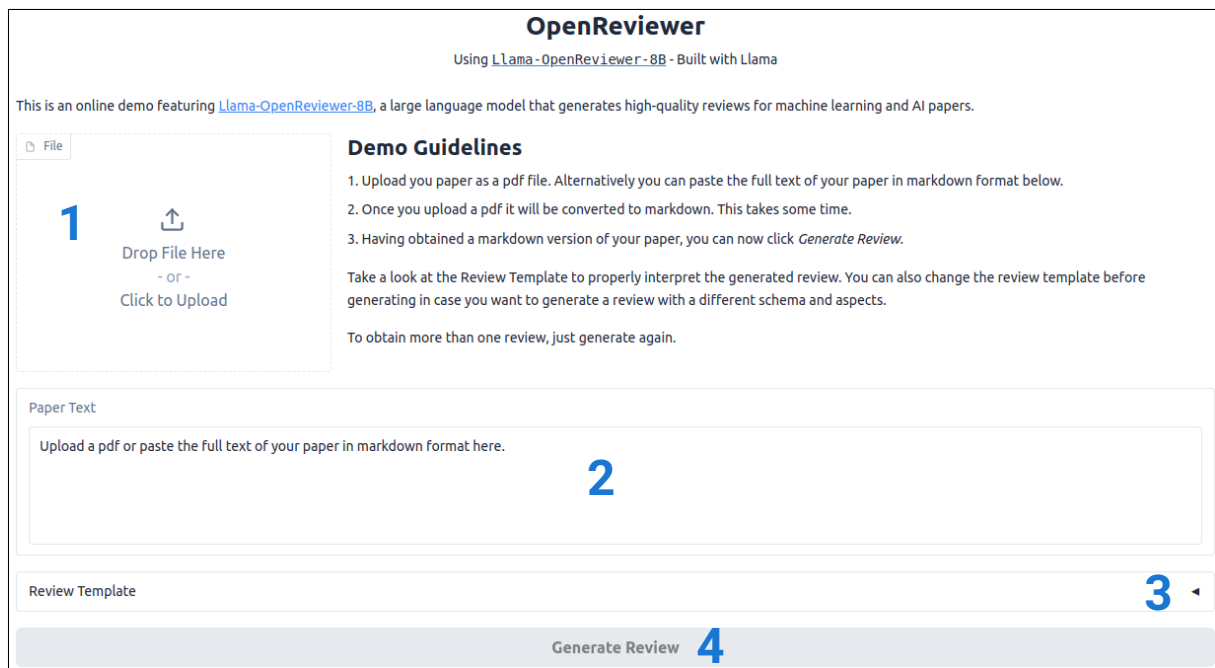 OpenReviewer
Using Llama-OpenReviewer-8B - Built with Llama
This is an online demo featuring Llama-OpenReviewer-8B, a large language model that generates high-quality reviews for machine learning and AI papers.
File
1
Drop File Here
- or -
Click to Upload
Demo Guidelines
1. Upload you paper as a pdf file. Alternatively you can paste the full text of your paper in markdown format below.
2. Once you upload a pdf it will be converted to markdown. This takes some time.
3. Having obtained a markdown version of your paper, you can now click Generate Review.
Take a look at the Review Template to properly interpret the generated review. You can also change the review template before
generating in case you want to generate a review with a different schema and aspects.
To obtain more than one review, just generate again.
Paper Text
Upload a pdf or paste the full text of your paper in markdown format here.
2
Review Template 3
Generate Review 4